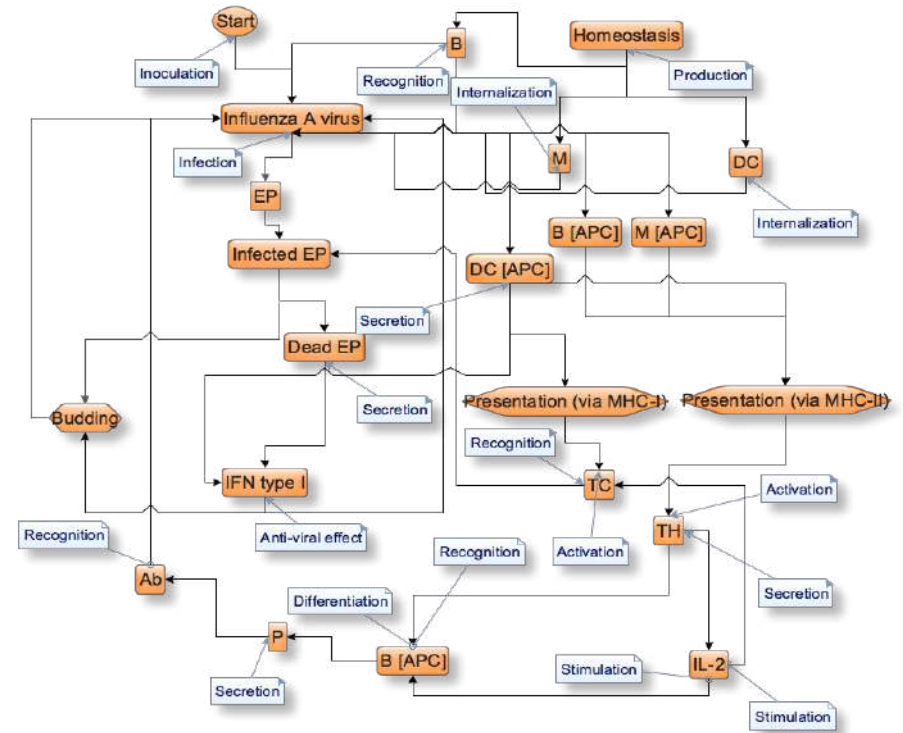 Start
B
Homeostasis
Inoculation
Recognition
Production
Internalization
Influenza A virus
Infection
M
DC
EP
Internalization
B [APC]
M [APC]
Infected EP
DC [APC]
Secretion
Dead EP
Secretion
Presentation (via MHC-I)
Presentation (via MHC-II)
Budding
Recognition
IFN type I
TC
Activation
Anti-viral effect
Recognition
Activation
TH
Recognition
Ab
Differentiation
Secretion
P
B [APC]
IL-2
Stimulation
Secretion
Stimulation